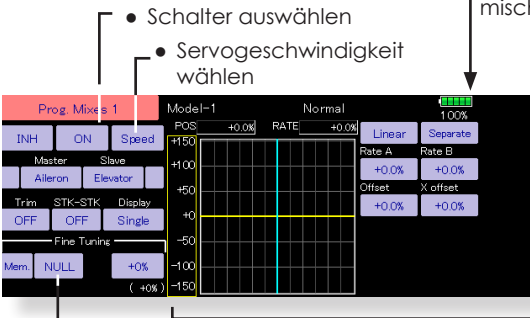 misch
• Schalter auswählen
• Servogeschwindigkeit
wählen
Prog. Mixes 1 Model-1 Normal 100%
INH ON Speed
POS +0.0% RATE +0.0%
Linear Separate
Master Slave
Aileron Elevator
Rate A Rate B
+0.0% +0.0%
Trim STK-STK Display
OFF OFF Single
Offset X offset
+0.0% +0.0%
Fine Tuning
Mem. NULL +0%
( +0% )
+150
+100
+50
+0
-50
-100
-150